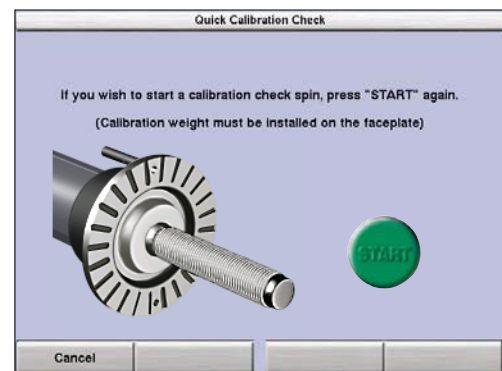 Quick Calibration Check
If you wish to start a calibration check spin, press "START" again.
(Calibration weight must be installed on the faceplate)
START
Cancel